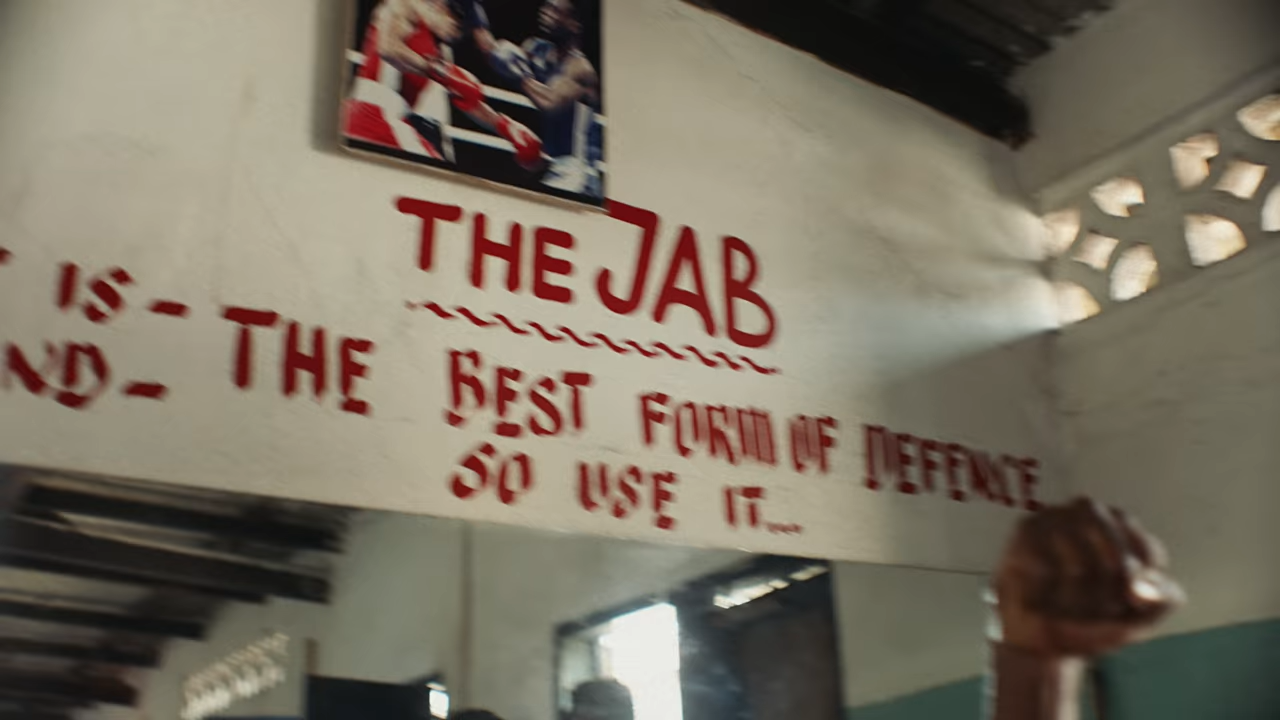 THE JAB
IS - THE BEST FORM OF DEFENCE
ND - SO USE IT...